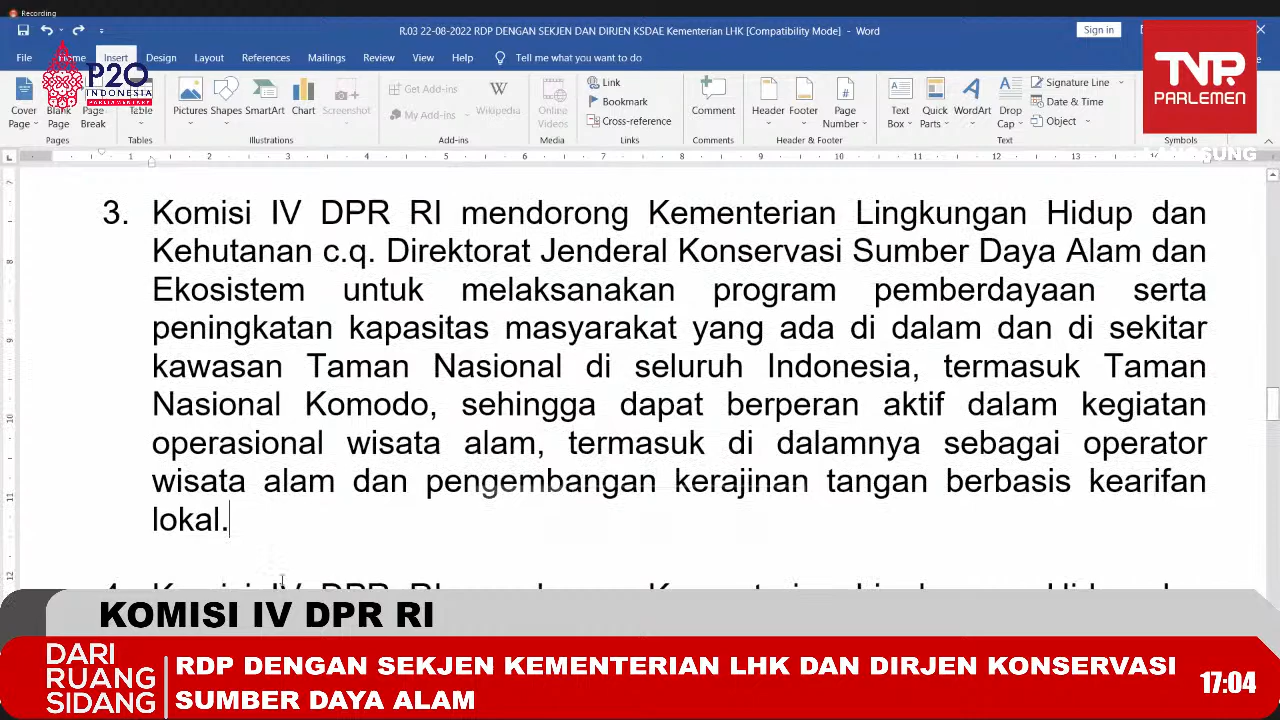 Recording
R.03 22-08-2022 RDP DENGAN SEKJEN DAN DIRJEN KSDAE Kementerian LHK [Compatibility Mode] - Word
Sign in
File
Insert
Design
Layout
References
Mailings
Review
View
Help
Tell me what you want to do
P20
INDONESIA
Cover Page
Blank Page
Page Break
Table
Pictures
Shapes
SmartArt
Chart
Screenshot
Get Add-ins
My Add-ins
Wikipedia
Online Videos
Link
Bookmark
Cross-reference
Comment
Header
Footer
Page Number
Text Box
Quick Parts
WordArt
Drop Cap
Signature Line
Date & Time
Object
Pages
Tables
Illustrations
Add-ins
Media
Links
Comments
Header & Footer
Text
Symbols
TVR
PARLEMEN
LANGSUNG
3. Komisi IV DPR RI mendorong Kementerian Lingkungan Hidup dan
Kehutanan c.q. Direktorat Jenderal Konservasi Sumber Daya Alam dan
Ekosistem untuk melaksanakan program pemberdayaan serta
peningkatan kapasitas masyarakat yang ada di dalam dan di sekitar
kawasan Taman Nasional di seluruh Indonesia, termasuk Taman
Nasional Komodo, sehingga dapat berperan aktif dalam kegiatan
operasional wisata alam, termasuk di dalamnya sebagai operator
wisata alam dan pengembangan kerajinan tangan berbasis kearifan
lokal.
KOMISI IV DPR RI
DARI
RUANG
SIDANG
RDP DENGAN SEKJEN KEMENTERIAN LHK DAN DIRJEN KONSERVASI
SUMBER DAYA ALAM
17:04